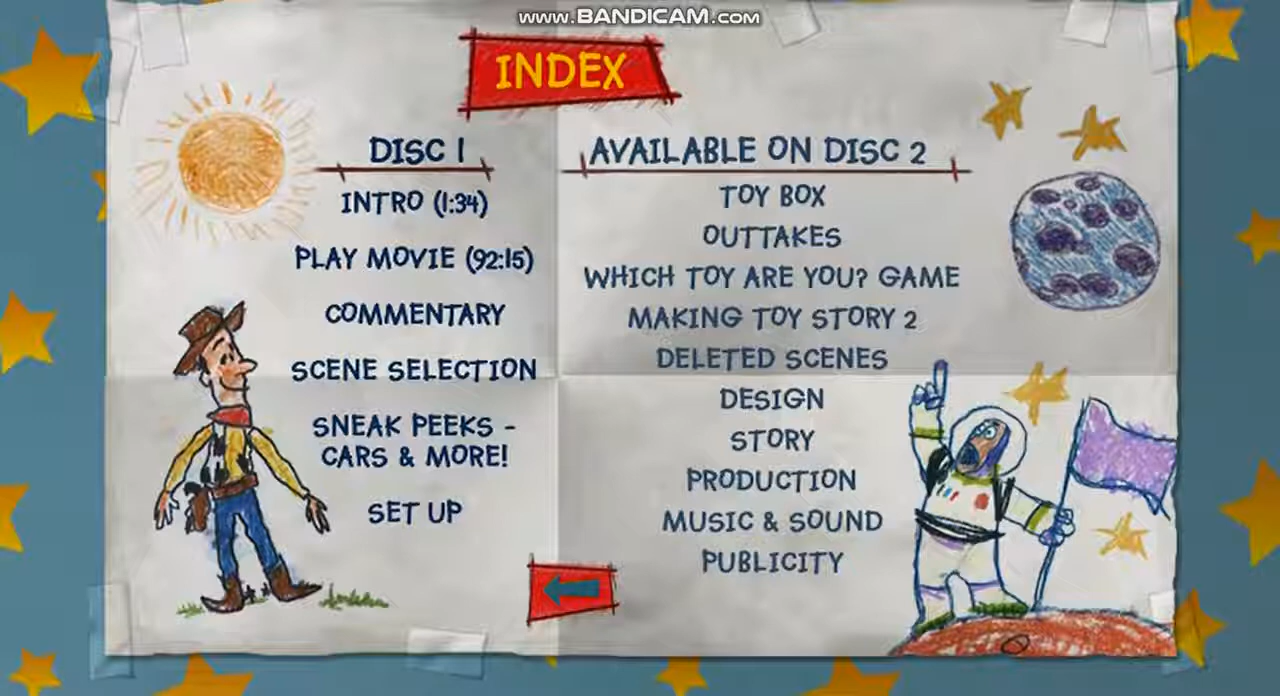 www.BANDICAM.com
INDEX
DISC 1
INTRO (1:34)
PLAY MOVIE (92:15)
COMMENTARY
SCENE SELECTION
SNEAK PEEKS -
CARS & MORE!
SET UP
AVAILABLE ON DISC 2
TOY BOX
OUTTAKES
WHICH TOY ARE YOU? GAME
MAKING TOY STORY 2
DELETED SCENES
DESIGN
STORY
PRODUCTION
MUSIC & SOUND
PUBLICITY